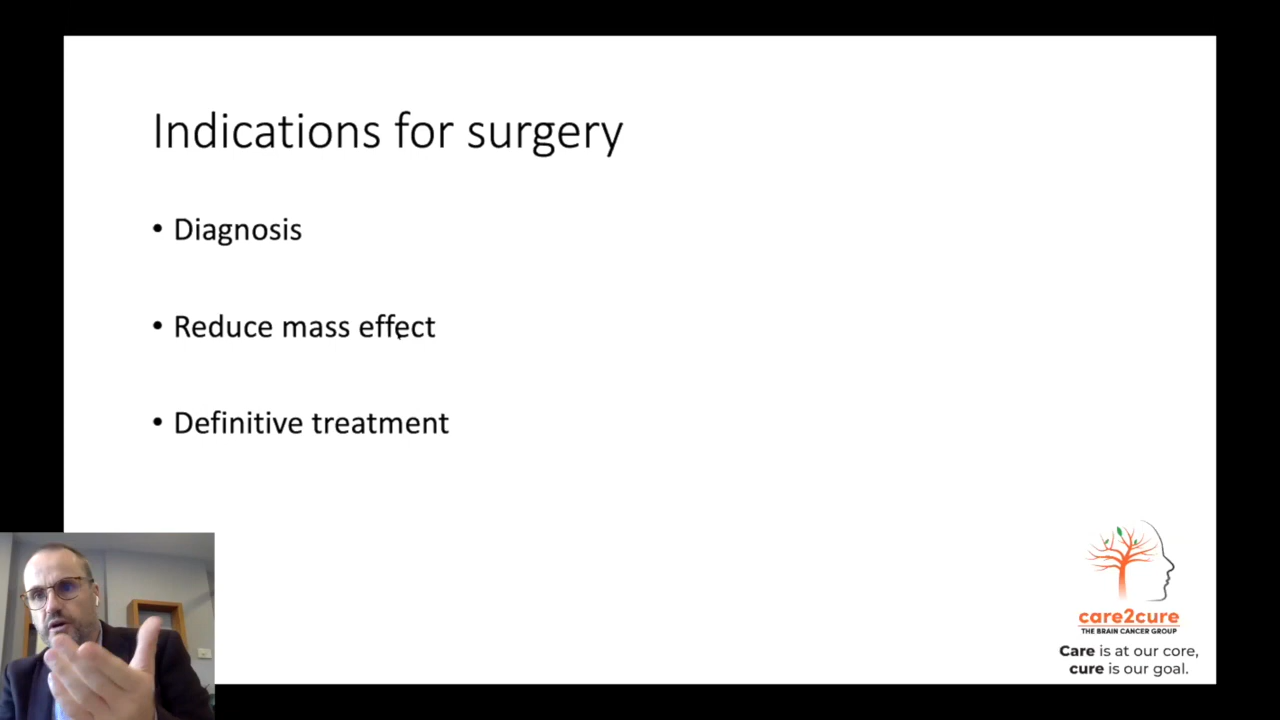 Indications for surgery
• Diagnosis
• Reduce mass effect
• Definitive treatment
care2cure
THE BRAIN CANCER GROUP
Care is at our core,
cure is our goal.